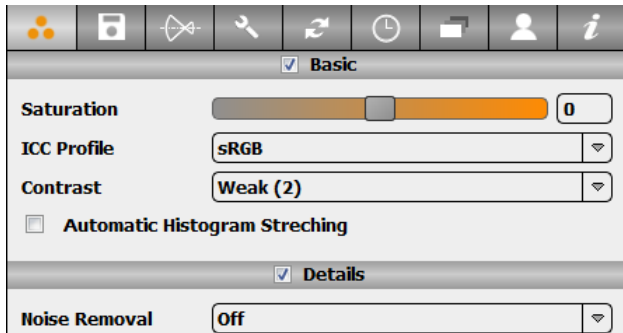 Basic
Saturation 0
ICC Profile sRGB
Contrast Weak (2)
Automatic Histogram Streching
Details
Noise Removal Off